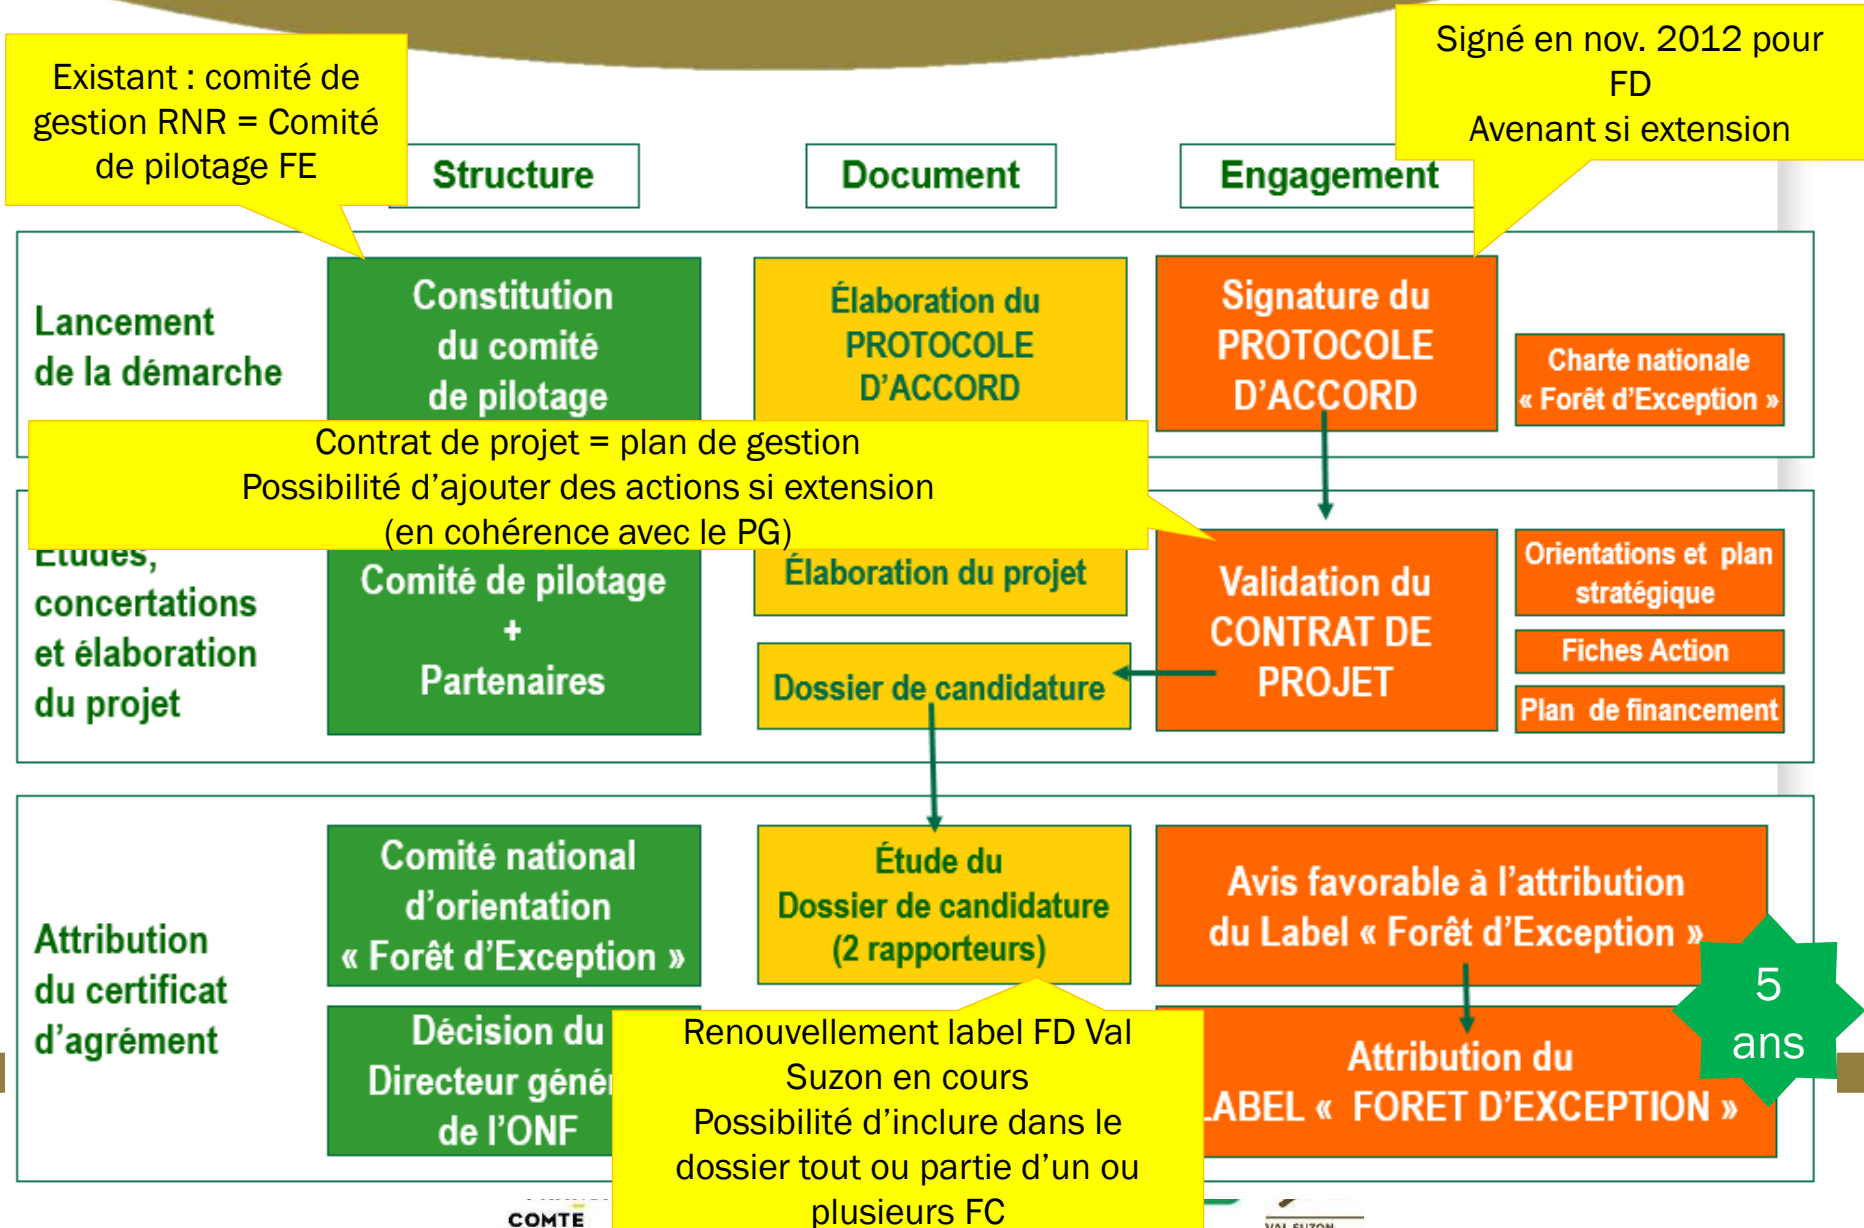 Existant : comité de
gestion RNR = Comité
de pilotage FE
Signé en nov. 2012 pour
FD
Avenant si extension
Structure
Document
Engagement
Lancement
de la démarche
Constitution
du comité
de pilotage
Élaboration du
PROTOCOLE
D’ACCORD
Signature du
PROTOCOLE
D’ACCORD
Charte nationale
« Forêt d’Exception »
Contrat de projet = plan de gestion
Possibilité d’ajouter des actions si extension
(en cohérence avec le PG)
Etudes,
concertations
et élaboration
du projet
Comité de pilotage
+
Partenaires
Élaboration du projet
Dossier de candidature
Validation du
CONTRAT DE
PROJET
Orientations et plan
stratégique
Fiches Action
Plan de financement
Attribution
du certificat
d’agrément
Comité national
d’orientation
« Forêt d’Exception »
Étude du
Dossier de candidature
(2 rapporteurs)
Avis favorable à l’attribution
du Label « Forêt d’Exception »
5
ans
Décision du
Directeur génér
de l’ONF
Renouvellement label FD Val
Suzon en cours
Possibilité d’inclure dans le
dossier tout ou partie d’un ou
plusieurs FC
Attribution du
LABEL « FORET D’EXCEPTION »
COMTE
VAL SUZON